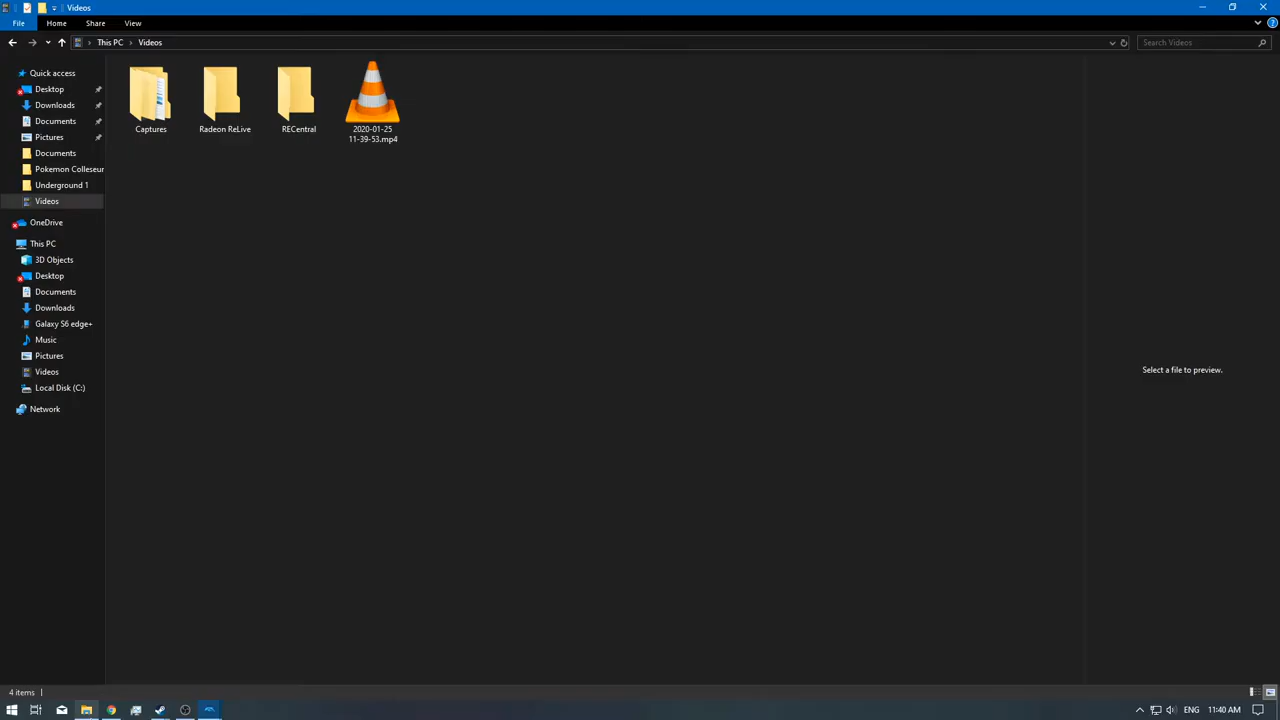 Videos
File Home Share View
This PC Videos
Search Videos
Quick access
Desktop
Downloads
Documents
Pictures
Documents
Pokemon Colleseum
Underground 1
Videos
OneDrive
This PC
3D Objects
Desktop
Documents
Downloads
Galaxy S6 edge+
Music
Pictures
Videos
Local Disk (C:)
Network
Captures
Radeon ReLive
RECentral
2020-01-25
11-39-53.mp4
Select a file to preview.
4 items
ENG 11:40 AM